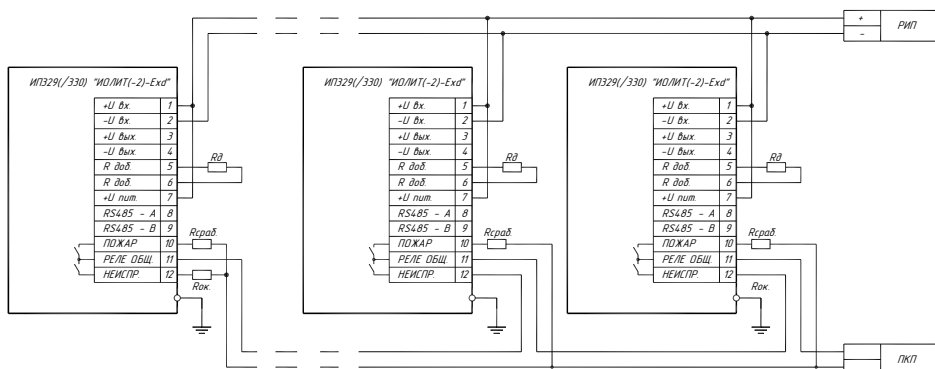 +
РИП
-
ИП329(/330) "ИОЛИТ(-2)-Exd"
+U Вх. 1
-U Вх. 2
+U Вых. 3
-U Вых. 4
R доб. 5
R доб. 6
+U пит. 7
RS485 - A 8
RS485 - B 9
ПОЖАР 10
РЕЛЕ ОБЩ. 11
НЕИСПР. 12
Rд
Rсраб.
Rок.
ИП329(/330) "ИОЛИТ(-2)-Exd"
+U Вх. 1
-U Вх. 2
+U Вых. 3
-U Вых. 4
R доб. 5
R доб. 6
+U пит. 7
RS485 - A 8
RS485 - B 9
ПОЖАР 10
РЕЛЕ ОБЩ. 11
НЕИСПР. 12
Rд
Rсраб.
ИП329(/330) "ИОЛИТ(-2)-Exd"
+U Вх. 1
-U Вх. 2
+U Вых. 3
-U Вых. 4
R доб. 5
R доб. 6
+U пит. 7
RS485 - A 8
RS485 - B 9
ПОЖАР 10
РЕЛЕ ОБЩ. 11
НЕИСПР. 12
Rд
Rсраб.
Rок.
ПКП